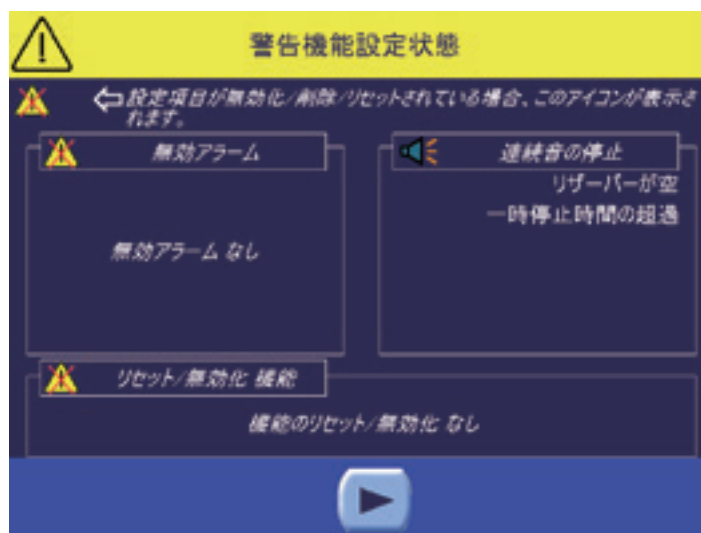 警告機能設定状態
設定項目が無効化/削除/リセットされている場合、このアイコンが表示さ
れます。
無効アラーム
無効アラーム なし
連続音の停止
リザーバーが空
一時停止時間の超過
リセット/無効化 機能
機能のリセット/無効化 なし